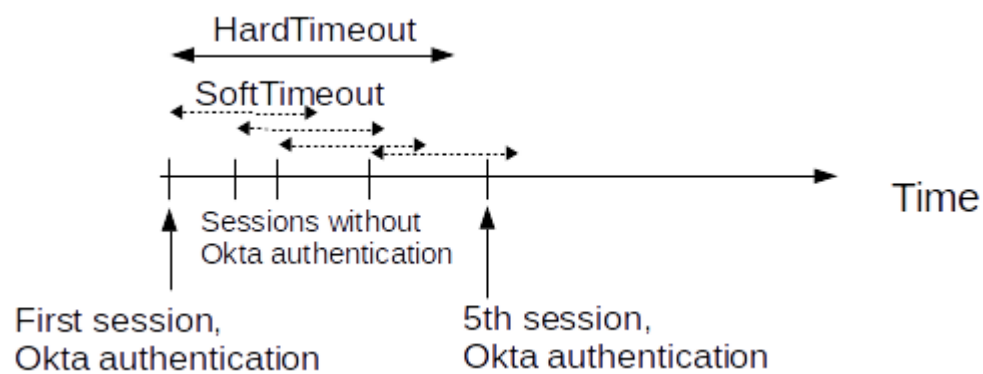 HardTimeout
SoftTimeout
Time
Sessions without
Okta authentication
First session,
Okta authentication
5th session,
Okta authentication